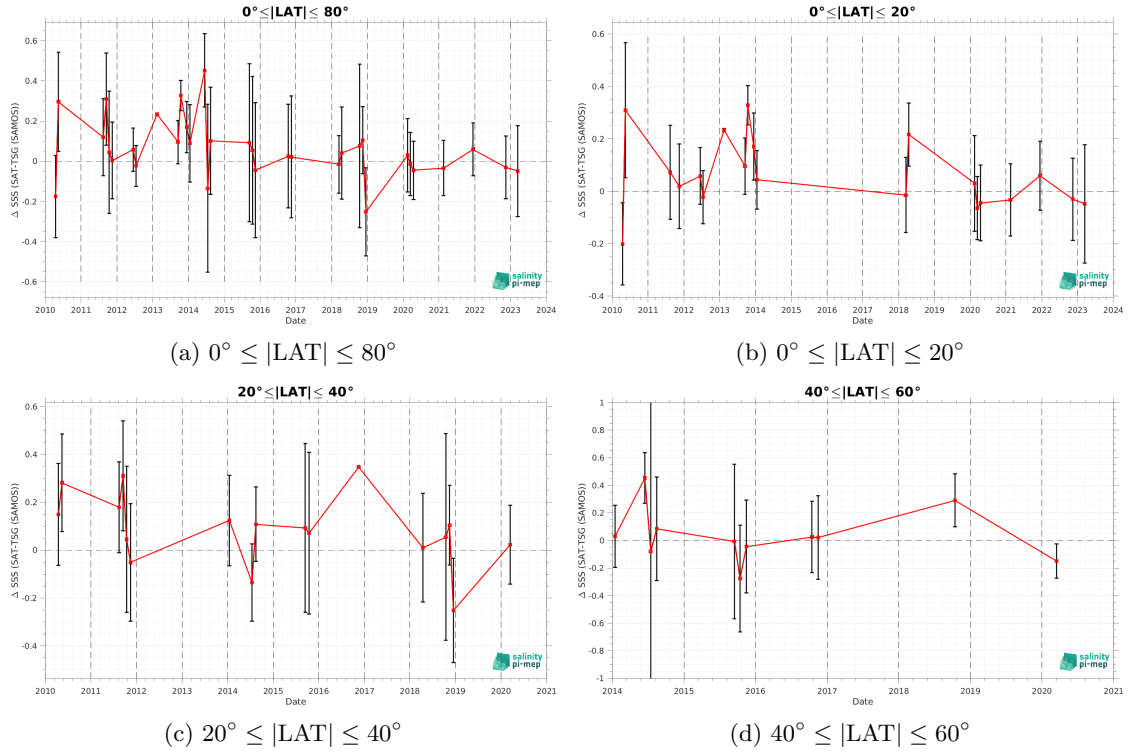 0°≤|LAT|≤ 80°
Δ SSS (SAT-TSG (SAMOS))
0.6
0.4
0.2
0
-0.2
-0.4
-0.6
2010 2011 2012 2013 2014 2015 2016 2017 2018 2019 2020 2021 2022 2023 2024
Date
salinity
pi-mep
(a) 0° ≤ |LAT| ≤ 80°
0°≤|LAT|≤ 20°
Δ SSS (SAT-TSG (SAMOS))
0.6
0.4
0.2
0
-0.2
-0.4
2010 2011 2012 2013 2014 2015 2016 2017 2018 2019 2020 2021 2022 2023 2024
Date
salinity
pi-mep
(b) 0° ≤ |LAT| ≤ 20°
20°≤|LAT|≤ 40°
Δ SSS (SAT-TSG (SAMOS))
0.6
0.4
0.2
0
-0.2
-0.4
2010 2011 2012 2013 2014 2015 2016 2017 2018 2019 2020 2021
Date
salinity
pi-mep
(c) 20° ≤ |LAT| ≤ 40°
40°≤|LAT|≤ 60°
Δ SSS (SAT-TSG (SAMOS))
1
0.8
0.6
0.4
0.2
0
-0.2
-0.4
-0.6
-0.8
-1
2014 2015 2016 2017 2018 2019 2020 2021
Date
salinity
pi-mep
(d) 40° ≤ |LAT| ≤ 60°